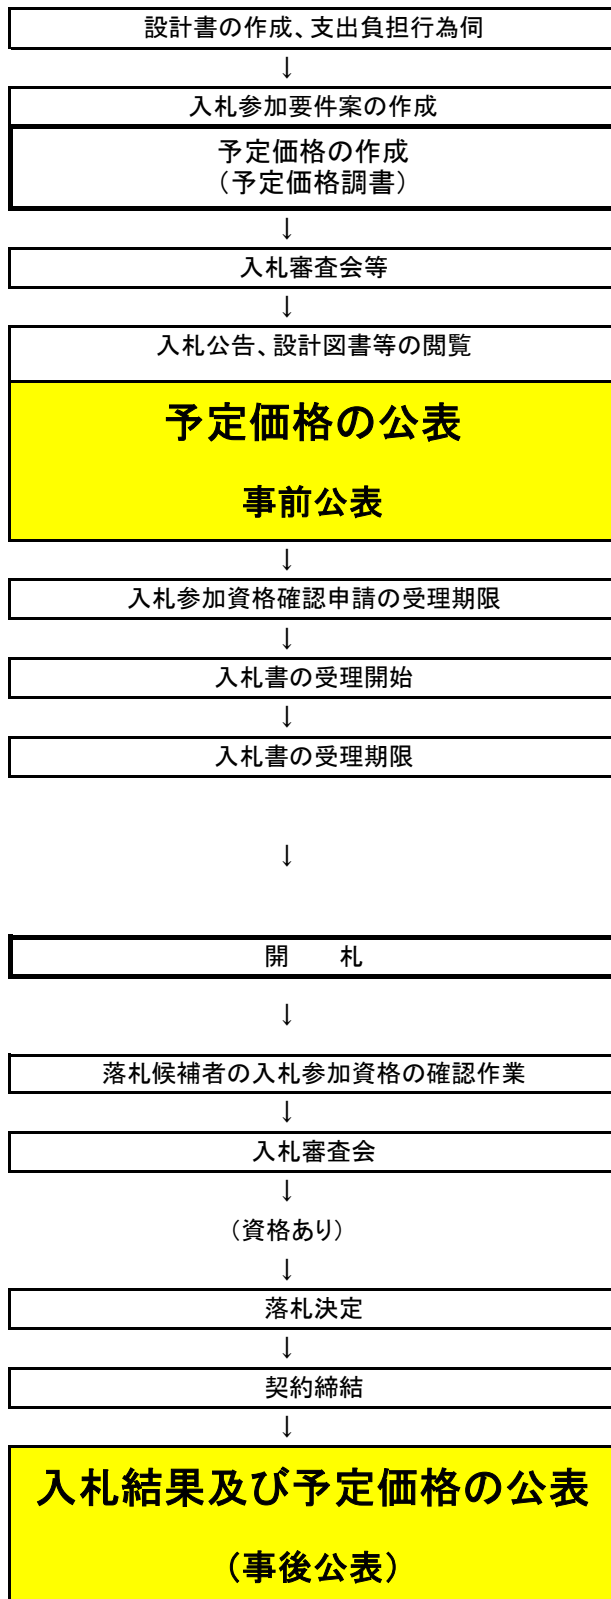 設計書の作成、支出負担行為伺
↓
入札参加要件案の作成
予定価格の作成
（予定価格調書）
↓
入札審査会等
↓
入札公告、設計図書等の閲覧
予定価格の公表
事前公表
↓
入札参加資格確認申請の受理期限
↓
入札書の受理開始
↓
入札書の受理期限
↓
開　　札
↓
落札候補者の入札参加資格の確認作業
↓
入札審査会
↓
（資格あり）
↓
落札決定
↓
契約締結
↓
入札結果及び予定価格の公表
（事後公表）